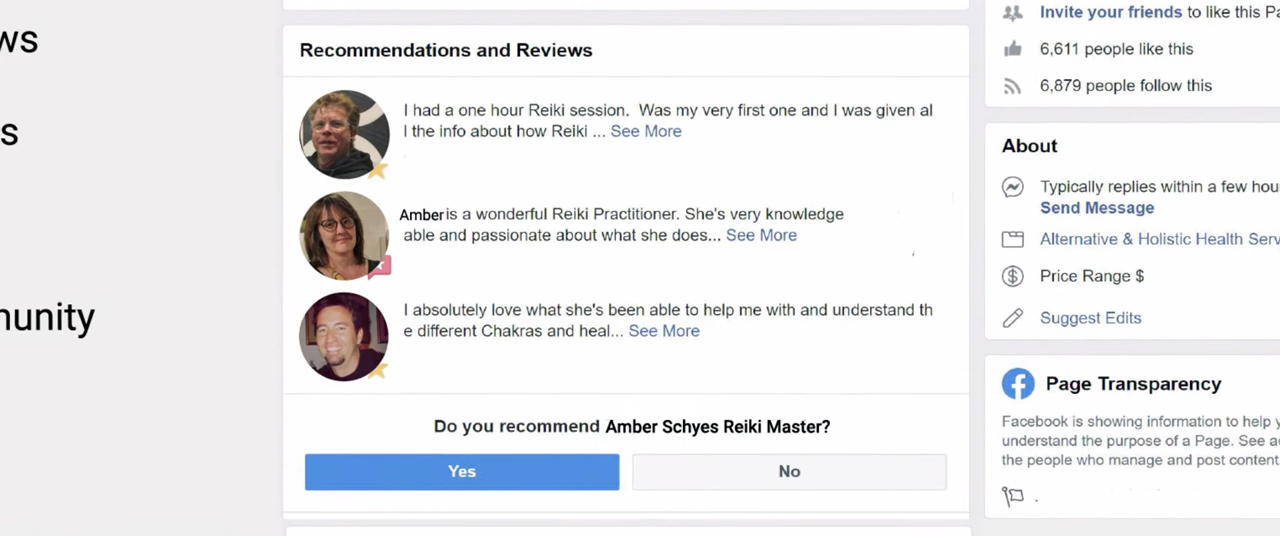 ws
s
nunity
Recommendations and Reviews
I had a one hour Reiki session. Was my very first one and I was given al
l the info about how Reiki ... See More
Amber is a wonderful Reiki Practitioner. She's very knowledge
able and passionate about what she does... See More
I absolutely love what she's been able to help me with and understand th
e different Chakras and heal... See More
Do you recommend Amber Schyes Reiki Master?
Yes
No
Invite your friends to like this Pa
6,611 people like this
6,879 people follow this
About
Typically replies within a few hou
Send Message
Alternative & Holistic Health Serv
Price Range $
Suggest Edits
Page Transparency
Facebook is showing information to help y
understand the purpose of a Page. See a
the people who manage and post content